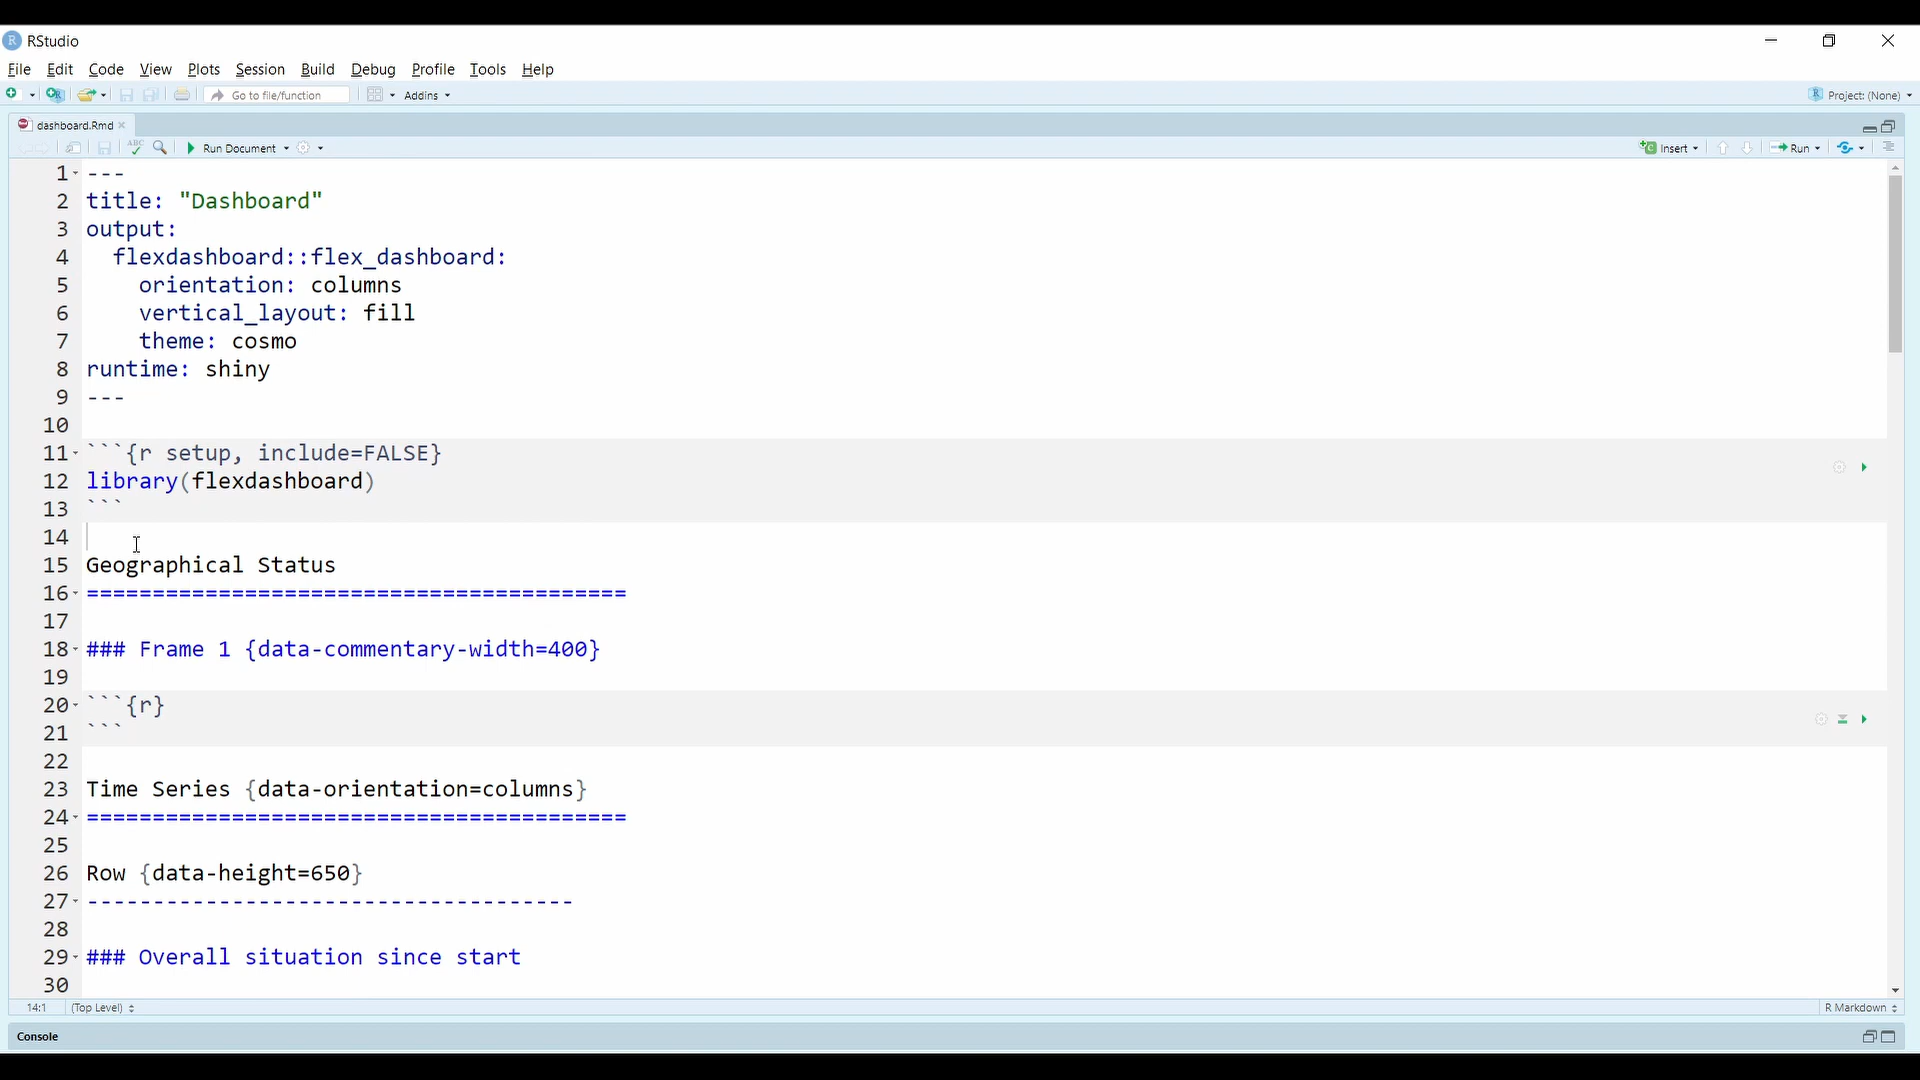 RStudio
File Edit Code View Plots Session Build Debug Profile Tools Help
Go to file/function Addins Project: (None)
dashboard.Rmd
ABC Run Document Insert Run
1 ---
2 title: "Dashboard"
3 output:
4 flexdashboard::flex_dashboard:
5 orientation: columns
6 vertical_layout: fill
7 theme: cosmo
8 runtime: shiny
9 ---
10
11 ```{r setup, include=FALSE}
12 library(flexdashboard)
13 ```
14
15 Geographical Status
16 =========================================
17
18 ### Frame 1 {data-commentary-width=400}
19
20 ```{r}
21 ```
22
23 Time Series {data-orientation=columns}
24 =========================================
25
26 Row {data-height=650}
27 -------------------------------------
28
29 ### Overall situation since start
30
14:1 (Top Level) R Markdown
Console